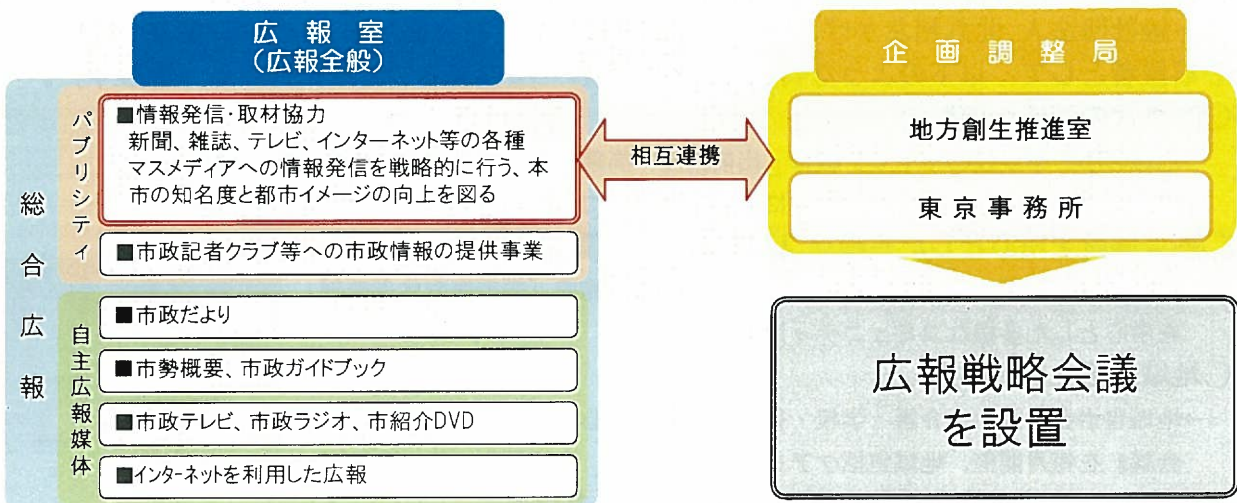 広報室
(広報全般)
総合広報
パブリシティ
■情報発信・取材協力
新聞、雑誌、テレビ、インターネット等の各種
マスメディアへの情報発信を戦略的に行う、本
市の知名度と都市イメージの向上を図る
■市政記者クラブ等への市政情報の提供事業
自主広報媒体
■市政だより
■市勢概要、市政ガイドブック
■市政テレビ、市政ラジオ、市紹介DVD
■インターネットを利用した広報
相互連携
企画調整局
地方創生推進室
東京事務所
広報戦略会議
を設置